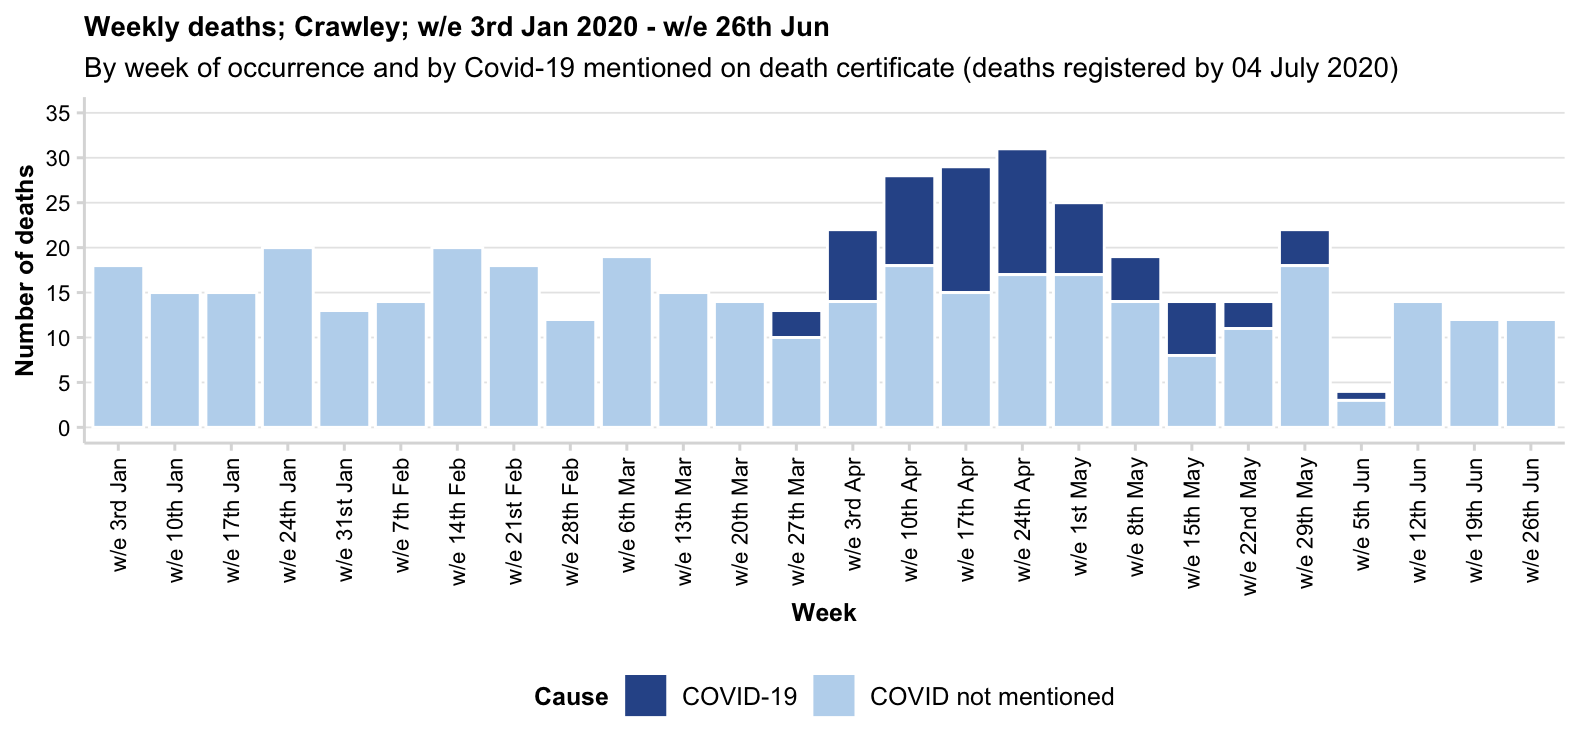 Weekly deaths; Crawley; w/e 3rd Jan 2020 - w/e 26th Jun
By week of occurrence and by Covid-19 mentioned on death certificate (deaths registered by 04 July 2020)
Number of deaths
35
30
25
20
15
10
5
0
w/e 3rd Jan
w/e 10th Jan
w/e 17th Jan
w/e 24th Jan
w/e 31st Jan
w/e 7th Feb
w/e 14th Feb
w/e 21st Feb
w/e 28th Feb
w/e 6th Mar
w/e 13th Mar
w/e 20th Mar
w/e 27th Mar
w/e 3rd Apr
w/e 10th Apr
w/e 17th Apr
w/e 24th Apr
w/e 1st May
w/e 8th May
w/e 15th May
w/e 22nd May
w/e 29th May
w/e 5th Jun
w/e 12th Jun
w/e 19th Jun
w/e 26th Jun
Week
Cause COVID-19 COVID not mentioned